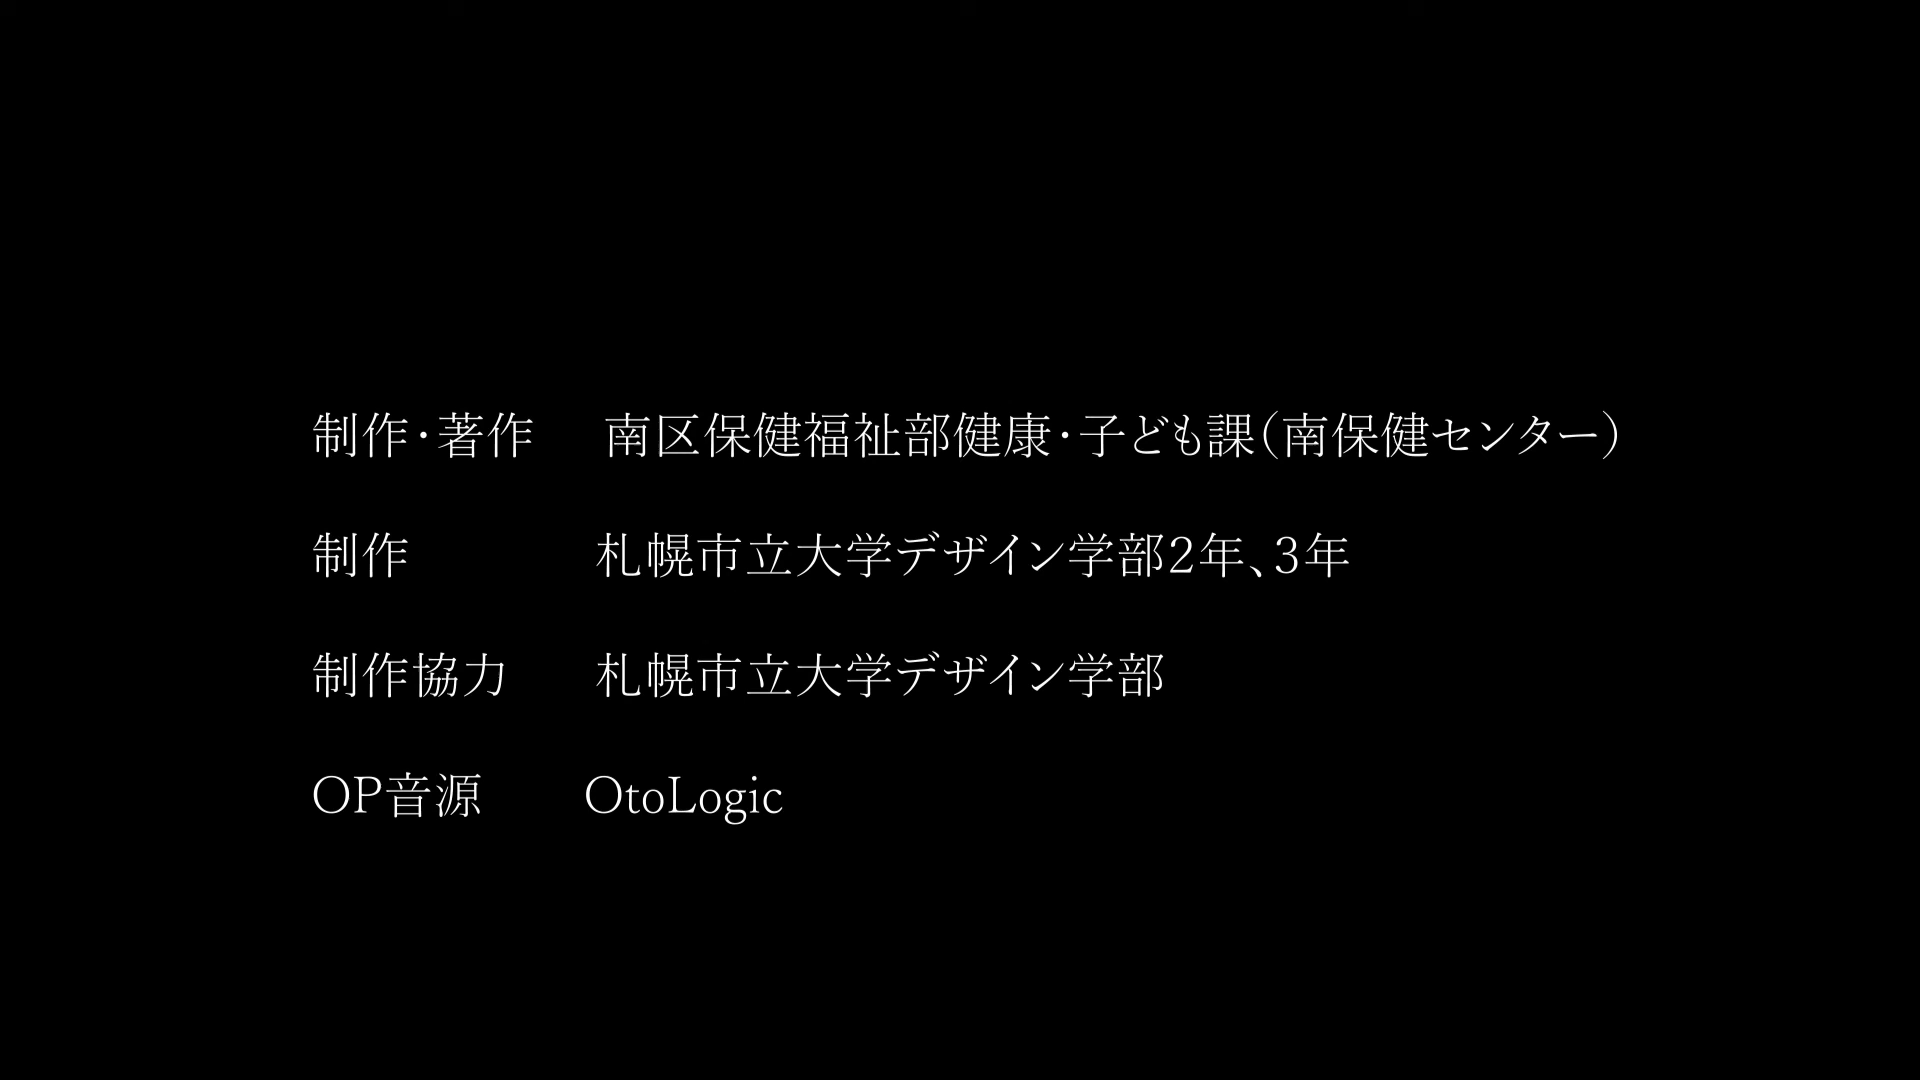 制作・著作　南区保健福祉部健康・子ども課（南保健センター）
制作　札幌市立大学デザイン学部2年、3年
制作協力　札幌市立大学デザイン学部
OP音源　OtoLogic